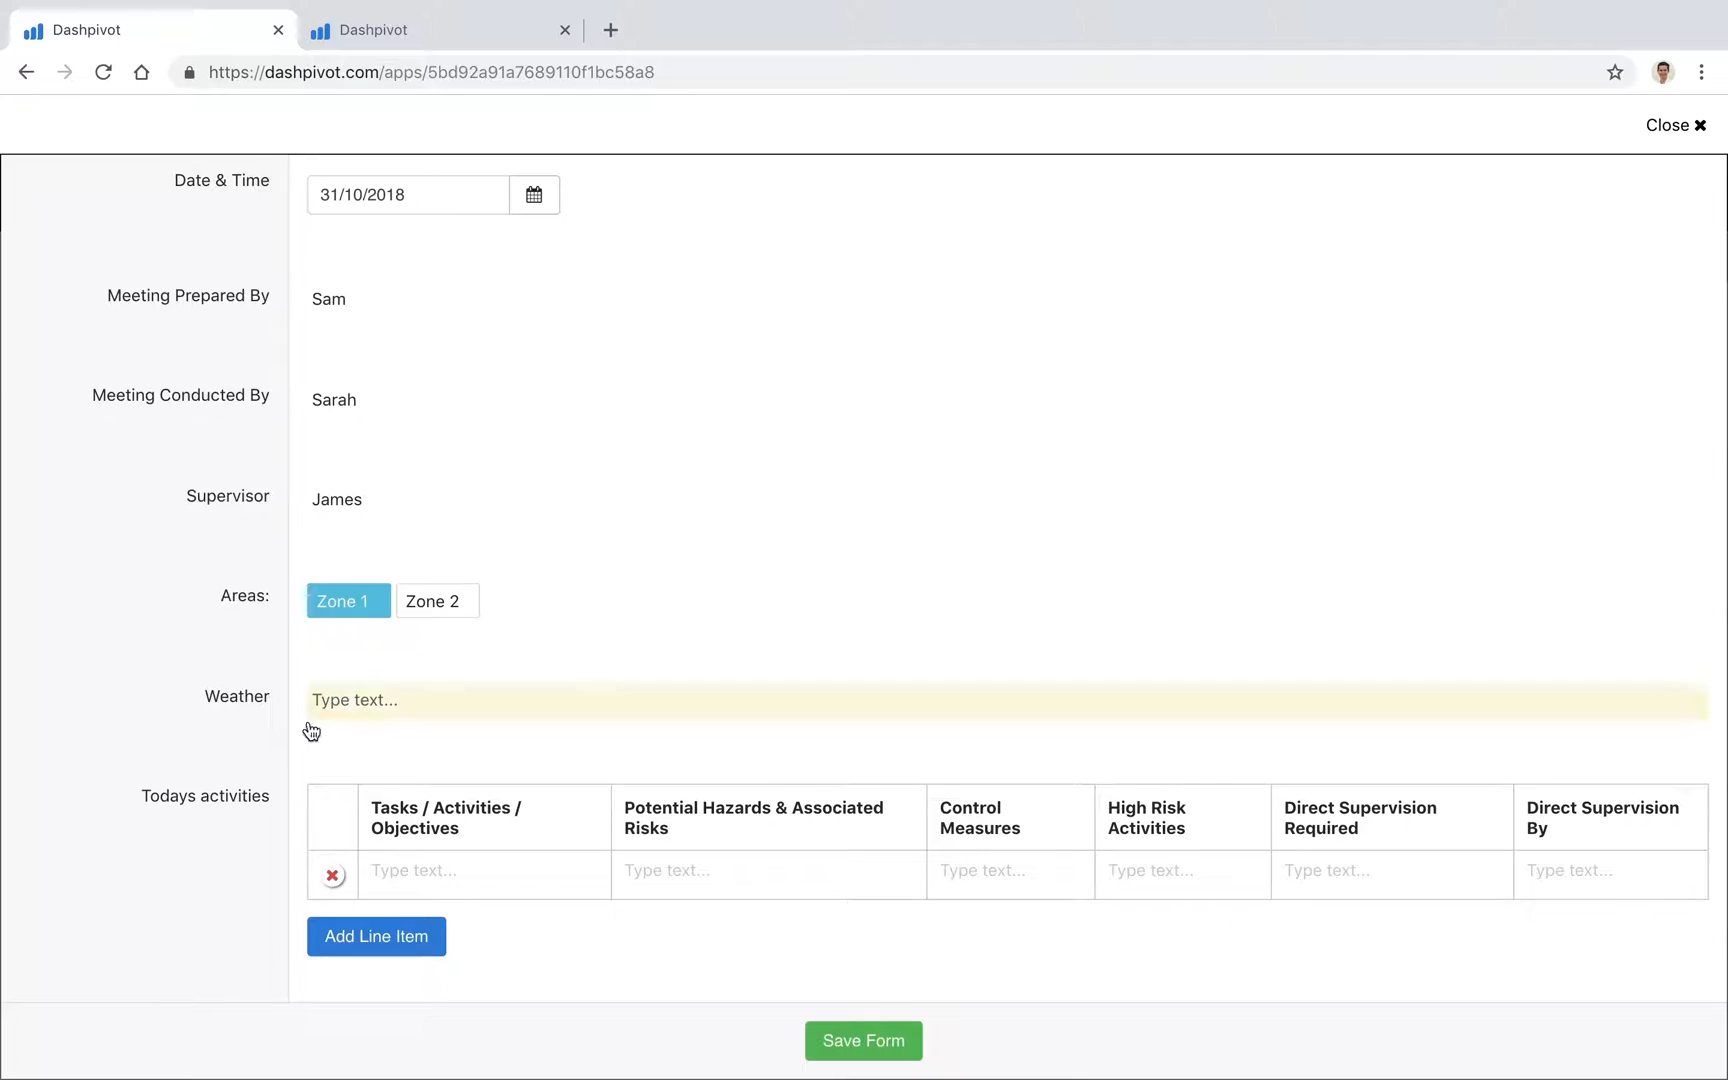 Dashpivot
Dashpivot
https://dashpivot.com/apps/5bd92a91a7689110f1bc58a8
Close
Date & Time
31/10/2018
Meeting Prepared By
Sam
Meeting Conducted By
Sarah
Supervisor
James
Areas:
Zone 1
Zone 2
Weather
Type text...
Todays activities
Tasks / Activities /
Objectives
Potential Hazards & Associated
Risks
Control
Measures
High Risk
Activities
Direct Supervision
Required
Direct Supervision
By
Type text...
Type text...
Type text...
Type text...
Type text...
Type text...
Add Line Item
Save Form